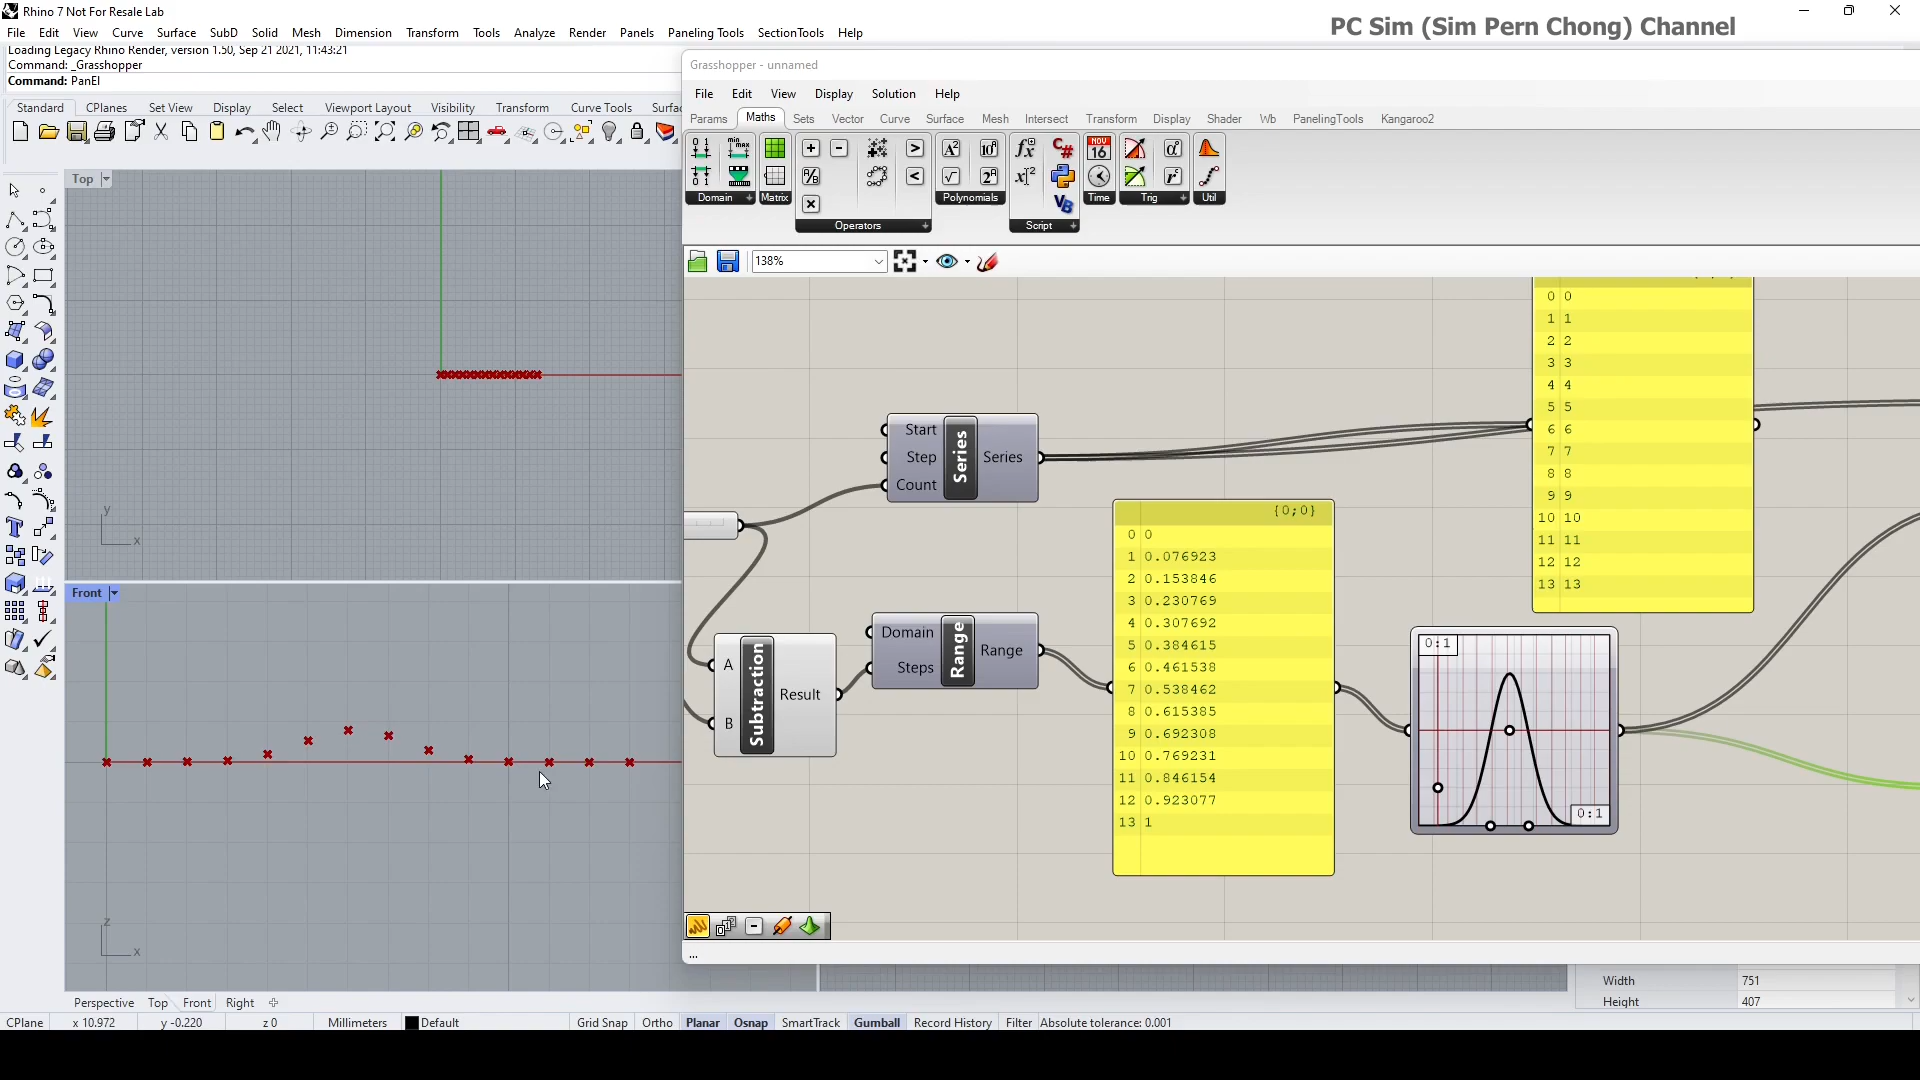 Rhino 7 Not For Resale Lab
PC Sim (Sim Pern Chong) Channel
File Edit View Curve Surface SubD Solid Mesh Dimension Transform Tools Analyze Render Panels Paneling Tools SectionTools Help
Loading Legacy Rhino Render, version 1.50, Sep 21 2021, 11:43:21
Command: _Grasshopper
Command: PanEl
Standard CPlanes Set View Display Select Viewport Layout Visibility Transform Curve Tools Surfac
Top
y
x
Front
z
x
Perspective Top Front Right
CPlane x 10.972 y -0.220 z 0 Millimeters Default Grid Snap Ortho Planar Osnap SmartTrack Gumball Record History Filter Absolute tolerance: 0.001
Width 751
Height 407
Grasshopper - unnamed
File Edit View Display Solution Help
Params Maths Sets Vector Curve Surface Mesh Intersect Transform Display Shader Wb PanelingTools Kangaroo2
Domain Matrix Operators Polynomials Script Time Trig Util
138%
Start
Step
Count
Series
Series
A
B
Subtraction
Result
Domain
Steps
Range
Range
{0;0}
0 0
1 0.076923
2 0.153846
3 0.230769
4 0.307692
5 0.384615
6 0.461538
7 0.538462
8 0.615385
9 0.692308
10 0.769231
11 0.846154
12 0.923077
13 1
0 0
1 1
2 2
3 3
4 4
5 5
6 6
7 7
8 8
9 9
10 10
11 11
12 12
13 13
0:1
0:1
...